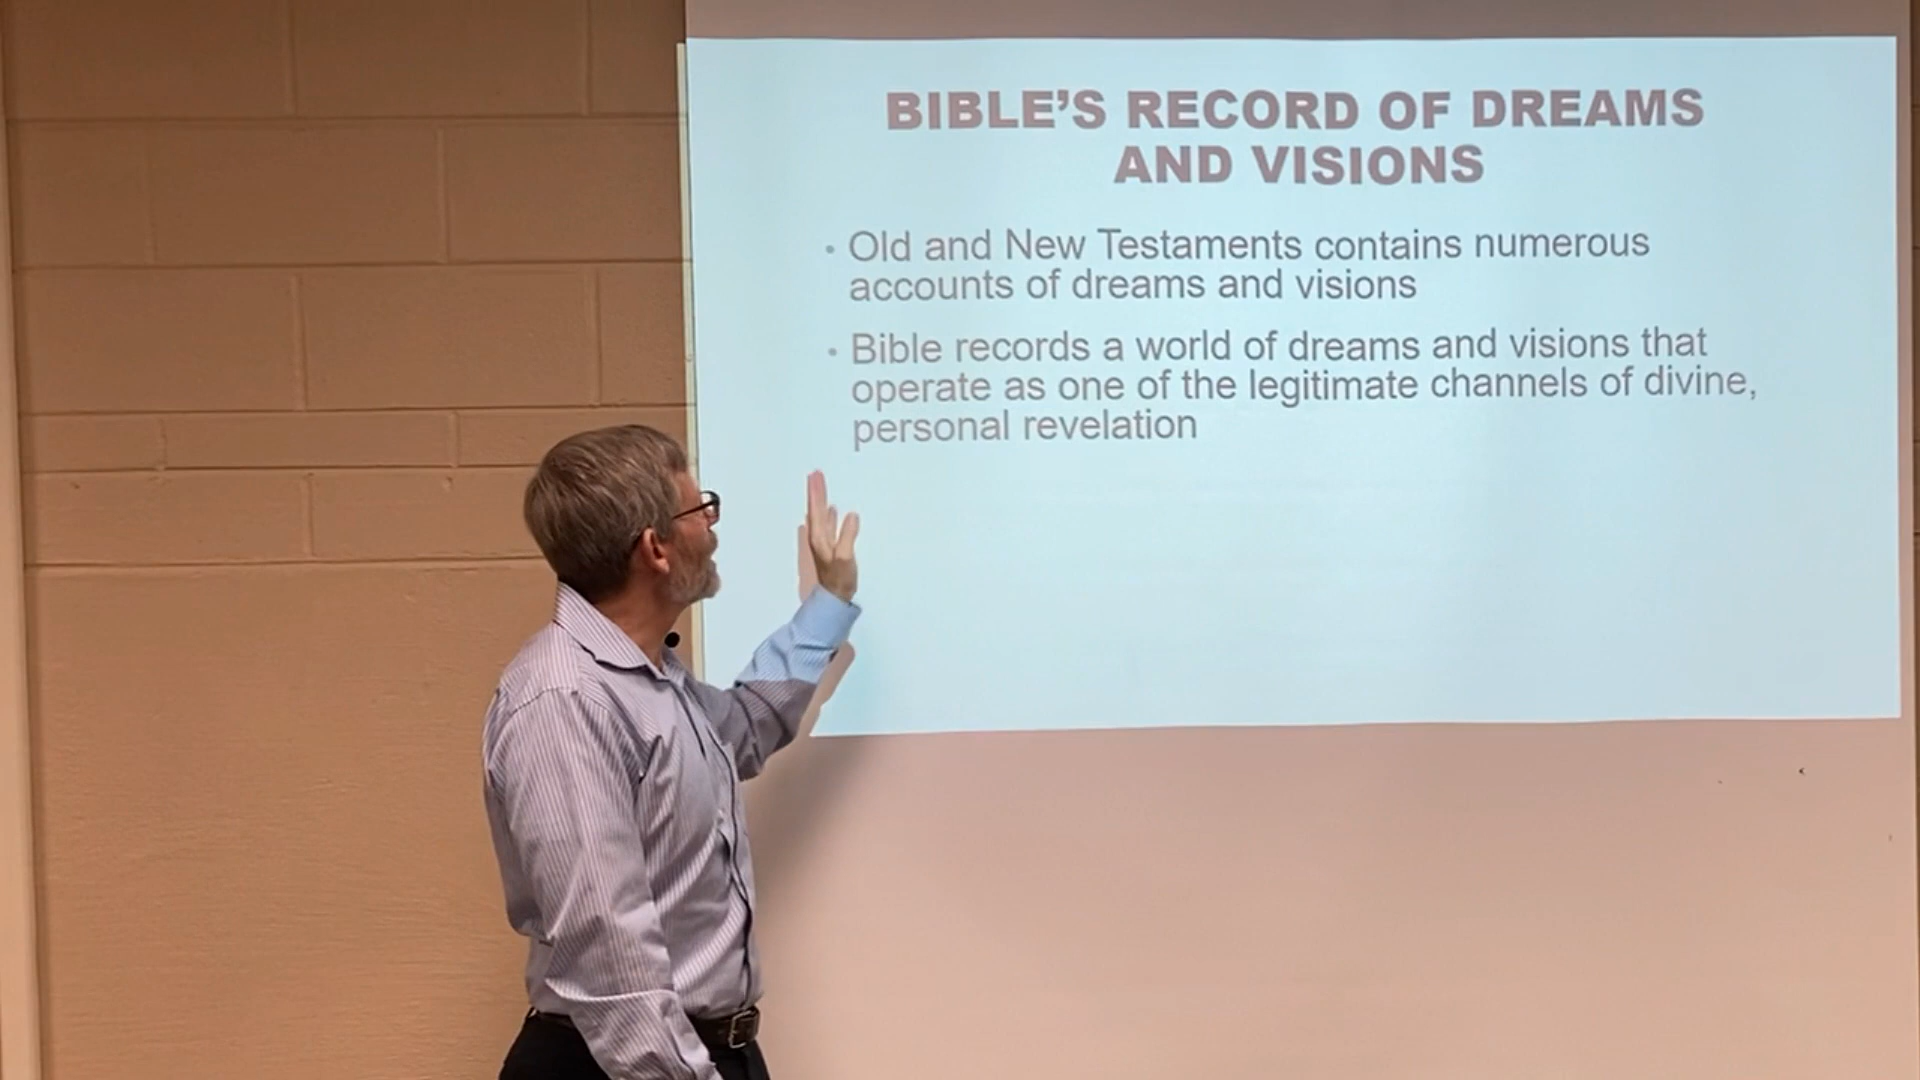 BIBLE’S RECORD OF DREAMS
AND VISIONS
• Old and New Testaments contains numerous
accounts of dreams and visions
• Bible records a world of dreams and visions that
operate as one of the legitimate channels of divine,
personal revelation